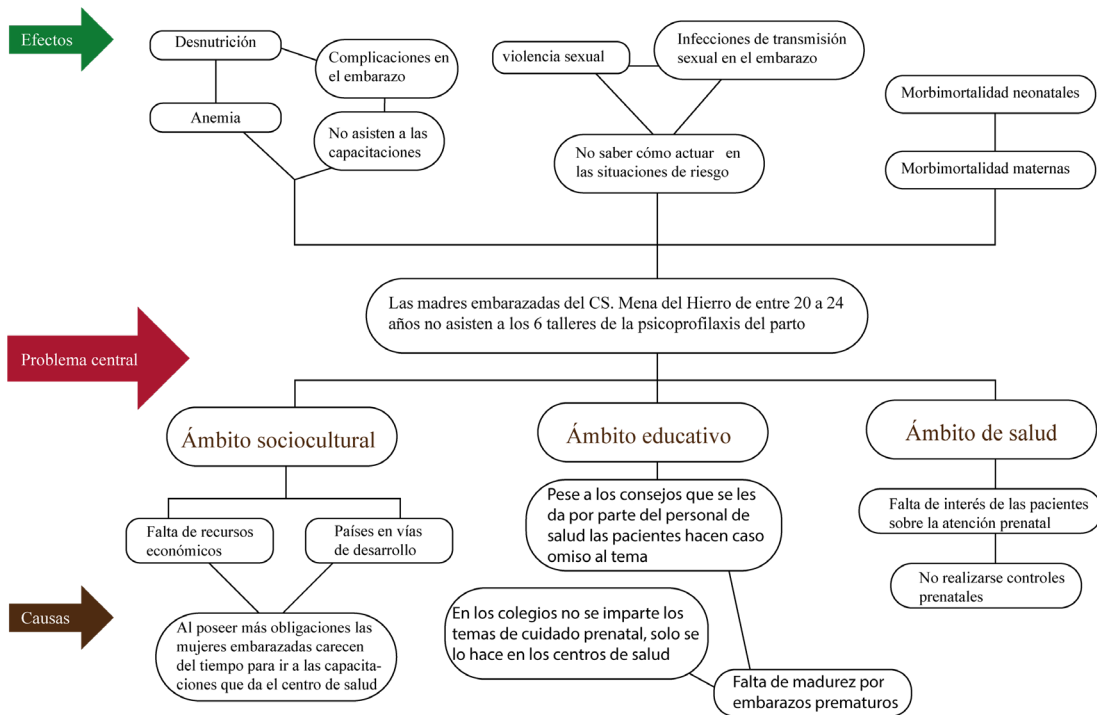 Efectos
Desnutrición
Complicaciones en
el embarazo
Anemia
No asisten a las
capacitaciones
violencia sexual
Infecciones de transmisión
sexual en el embarazo
No saber cómo actuar en
las situaciones de riesgo
Morbimortalidad neonatales
Morbimortalidad maternas
Problema central
Las madres embarazadas del CS. Mena del Hierro de entre 20 a 24
años no asisten a los 6 talleres de la psicoprofilaxis del parto
Ámbito sociocultural
Ámbito educativo
Ámbito de salud
Causas
Falta de recursos
económicos
Países en vías
de desarrollo
Al poseer más obligaciones las
mujeres embarazadas carecen
del tiempo para ir a las capacita-
ciones que da el centro de salud
Pese a los consejos que se les
da por parte del personal de
salud las pacientes hacen caso
omiso al tema
En los colegios no se imparte los
temas de cuidado prenatal, solo se
lo hace en los centros de salud
Falta de madurez por
embarazos prematuros
Falta de interés de las pacientes
sobre la atención prenatal
No realizarse controles
prenatales